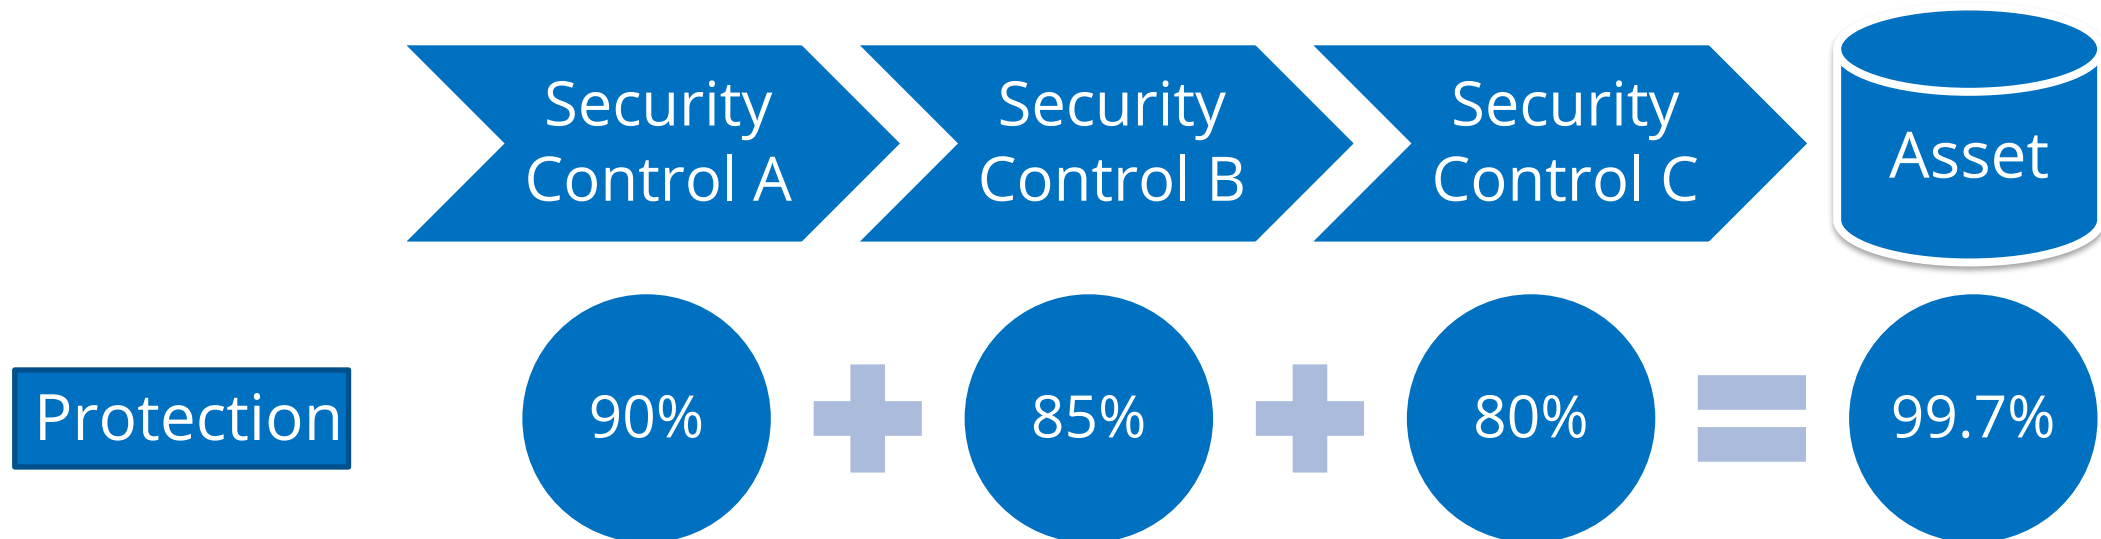 Security
Control A
Security
Control B
Security
Control C
Asset
Protection
90%
85%
80%
99.7%